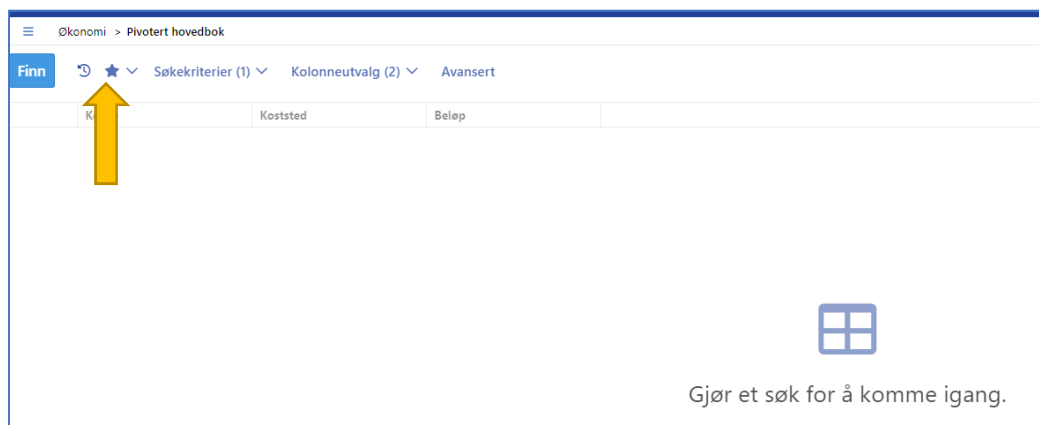 Økonomi > Pivotert hovedbok
Finn Søkekriterier (1) Kolonneutvalg (2) Avansert
Koststed Beløp
Gjør et søk for å komme igang.